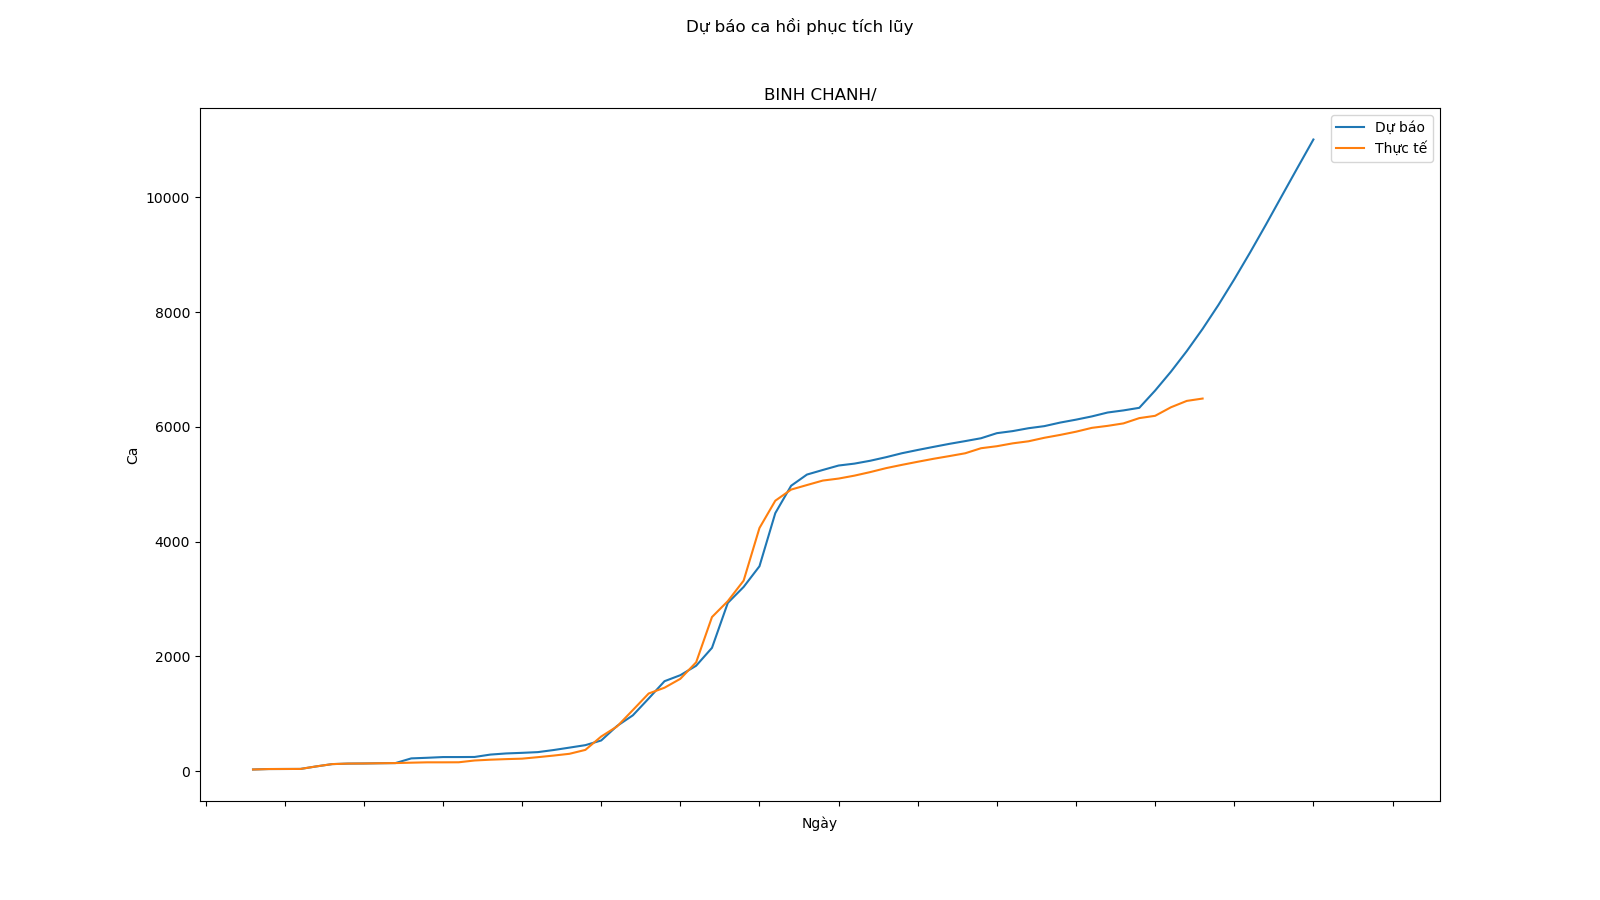 Dự báo ca hồi phục tích lũy
BINH CHANH/
Dự báo
Thực tế
10000
8000
6000
4000
2000
0
Ca
Ngày